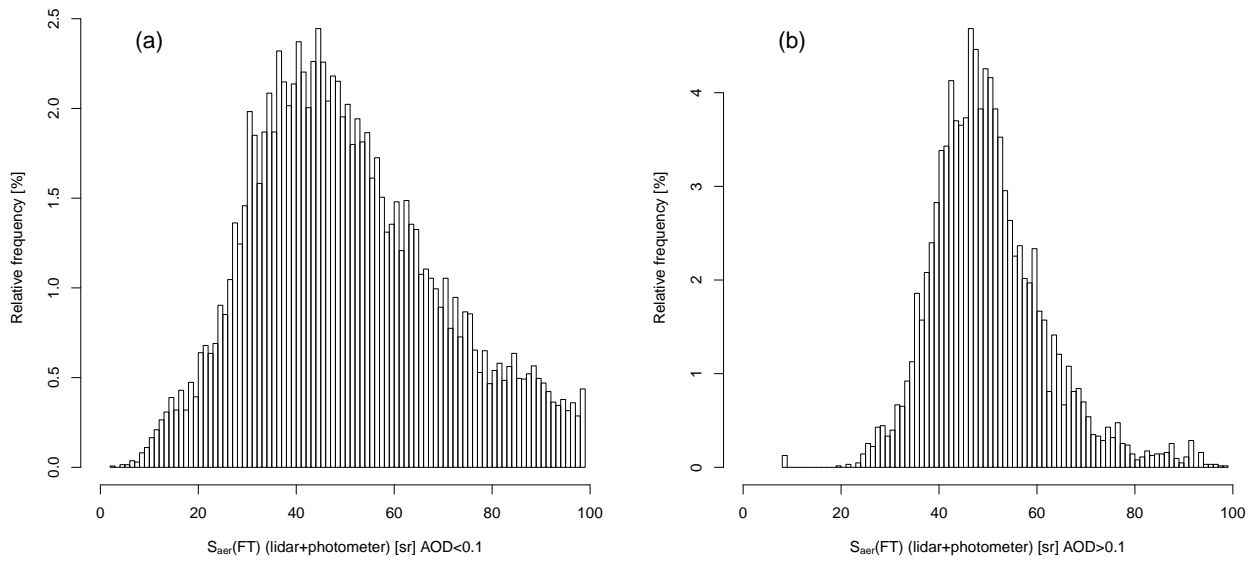 (a)
Relative frequency [%]
2.5
2.0
1.5
1.0
0.5
0.0
0 20 40 60 80 100
Saer(FT) (lidar+photometer) [sr] AOD<0.1
(b)
Relative frequency [%]
4
3
2
1
0
0 20 40 60 80 100
Saer(FT) (lidar+photometer) [sr] AOD>0.1